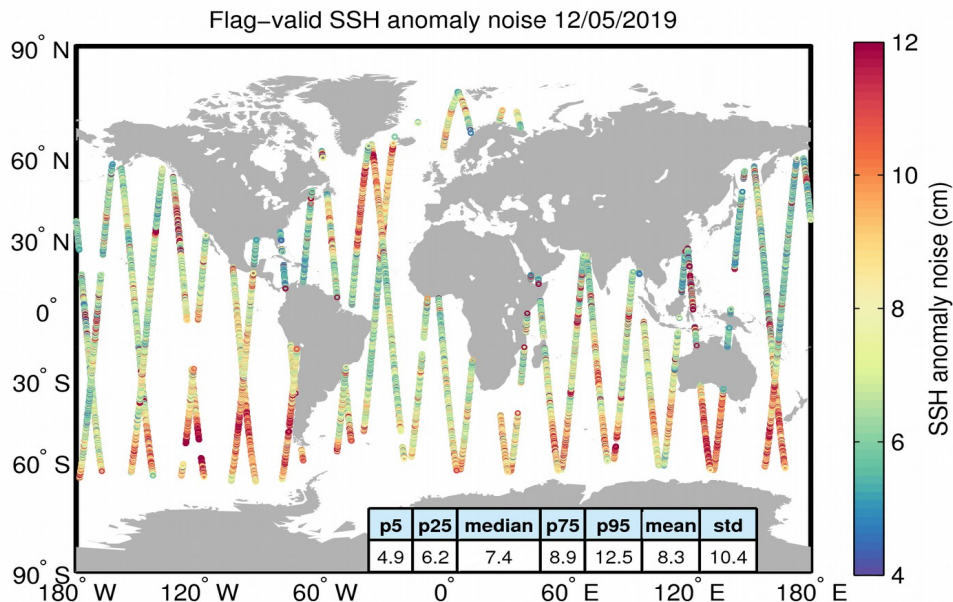 Flag−valid SSH anomaly noise 12/05/2019
90° N
60° N
30° N
0°
30° S
60° S
90° S
180° W
120° W
60° W
0°
60° E
120° E
180° E
p5 p25 median p75 p95 mean std
4.9 6.2 7.4 8.9 12.5 8.3 10.4
12
10
8
6
4
SSH anomaly noise (cm)